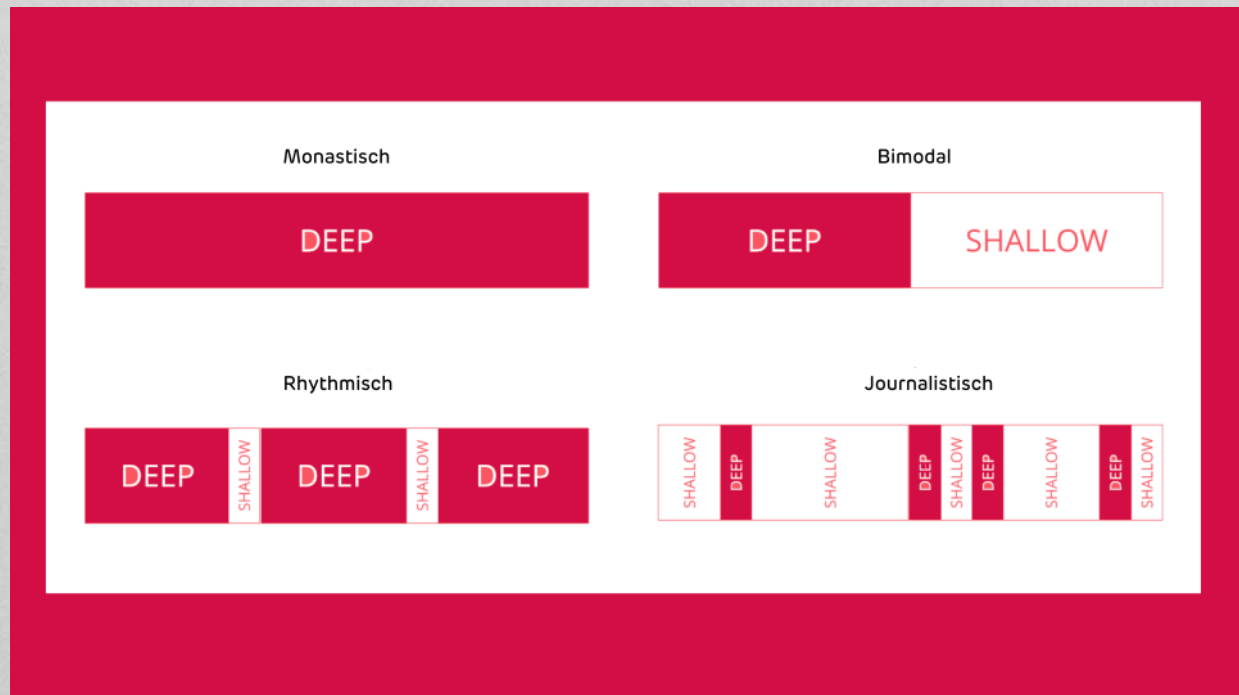 Monastisch
DEEP
Bimodal
DEEP SHALLOW
Rhythmisch
DEEP SHALLOW DEEP SHALLOW DEEP
Journalistisch
SHALLOW DEEP SHALLOW DEEP SHALLOW DEEP SHALLOW DEEP SHALLOW